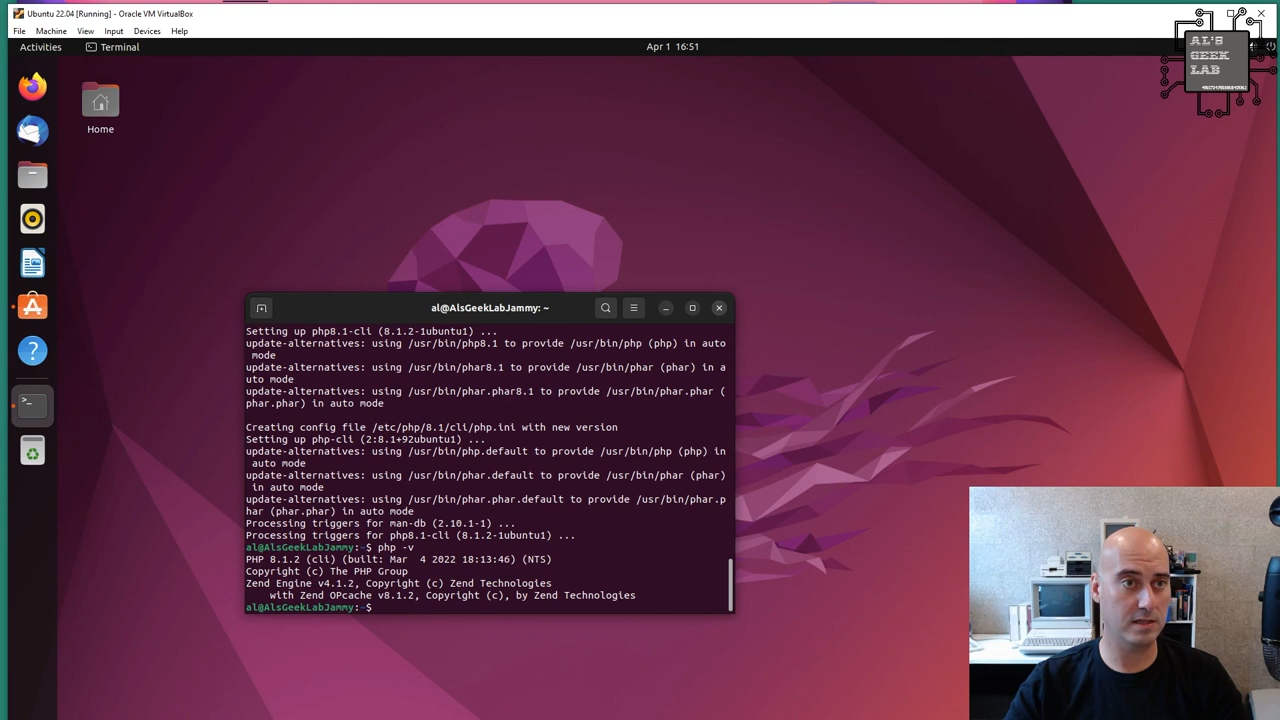 Ubuntu 22.04 [Running] - Oracle VM VirtualBox
File Machine View Input Devices Help
Activities Terminal Apr 1 16:51
AL'S
GEEK
LAB
Home
al@AlsGeekLabJammy: ~
Setting up php8.1-cli (8.1.2-1ubuntu1) ...
update-alternatives: using /usr/bin/php8.1 to provide /usr/bin/php (php) in auto
mode
update-alternatives: using /usr/bin/phar8.1 to provide /usr/bin/phar (phar) in a
uto mode
update-alternatives: using /usr/bin/phar.phar8.1 to provide /usr/bin/phar.phar (
phar.phar) in auto mode
Creating config file /etc/php/8.1/cli/php.ini with new version
Setting up php-cli (2:8.1+92ubuntu1) ...
update-alternatives: using /usr/bin/php.default to provide /usr/bin/php (php) in
auto mode
update-alternatives: using /usr/bin/phar.default to provide /usr/bin/phar (phar)
in auto mode
update-alternatives: using /usr/bin/phar.phar.default to provide /usr/bin/phar.p
har (phar.phar) in auto mode
Processing triggers for man-db (2.10.1-1) ...
Processing triggers for php8.1-cli (8.1.2-1ubuntu1) ...
al@AlsGeekLabJammy:~$ php -v
PHP 8.1.2 (cli) (built: Mar  4 2022 18:13:46) (NTS)
Copyright (c) The PHP Group
Zend Engine v4.1.2, Copyright (c) Zend Technologies
with Zend OPcache v8.1.2, Copyright (c), by Zend Technologies
al@AlsGeekLabJammy:~$